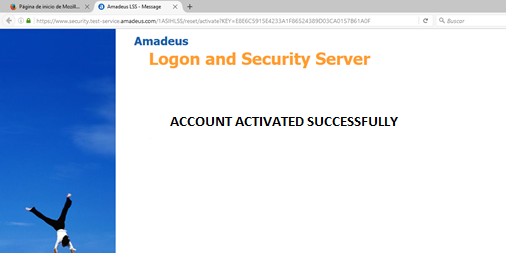 Página de inicio de Mozill...
Amadeus LSS - Message
https://www.security.test-service.amadeus.com/1ASIHLSS/reset/activate?KEY=E8E6C5915E4233A1F86524389D03CA0157B61A0F
Buscar
Amadeus
Logon and Security Server
ACCOUNT ACTIVATED SUCCESSFULLY